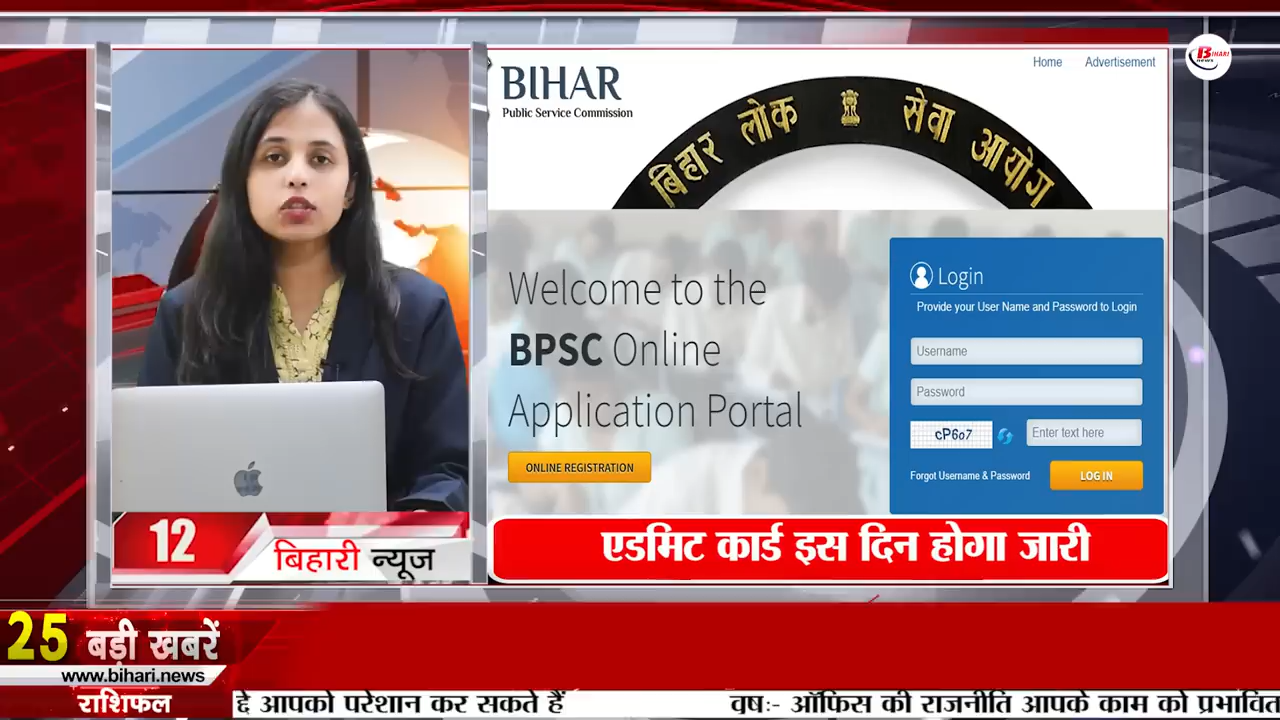 BIHARI
news
Home
Advertisement
BIHAR
Public Service Commission
बिहार लोक सेवा आयोग
Welcome to the
BPSC Online
Application Portal
ONLINE REGISTRATION
Login
Provide your User Name and Password to Login
Username
Password
cP6o7
Enter text here
Forgot Username & Password
LOG IN
12
बिहारी न्यूज
एडमिट कार्ड इस दिन होगा जारी
25 बड़ी खबरें
www.bihari.news
राशिफल
द्दे आपको परेशान कर सकते हैं
वृषः- ऑफिस की राजनीति आपके काम को प्रभावित